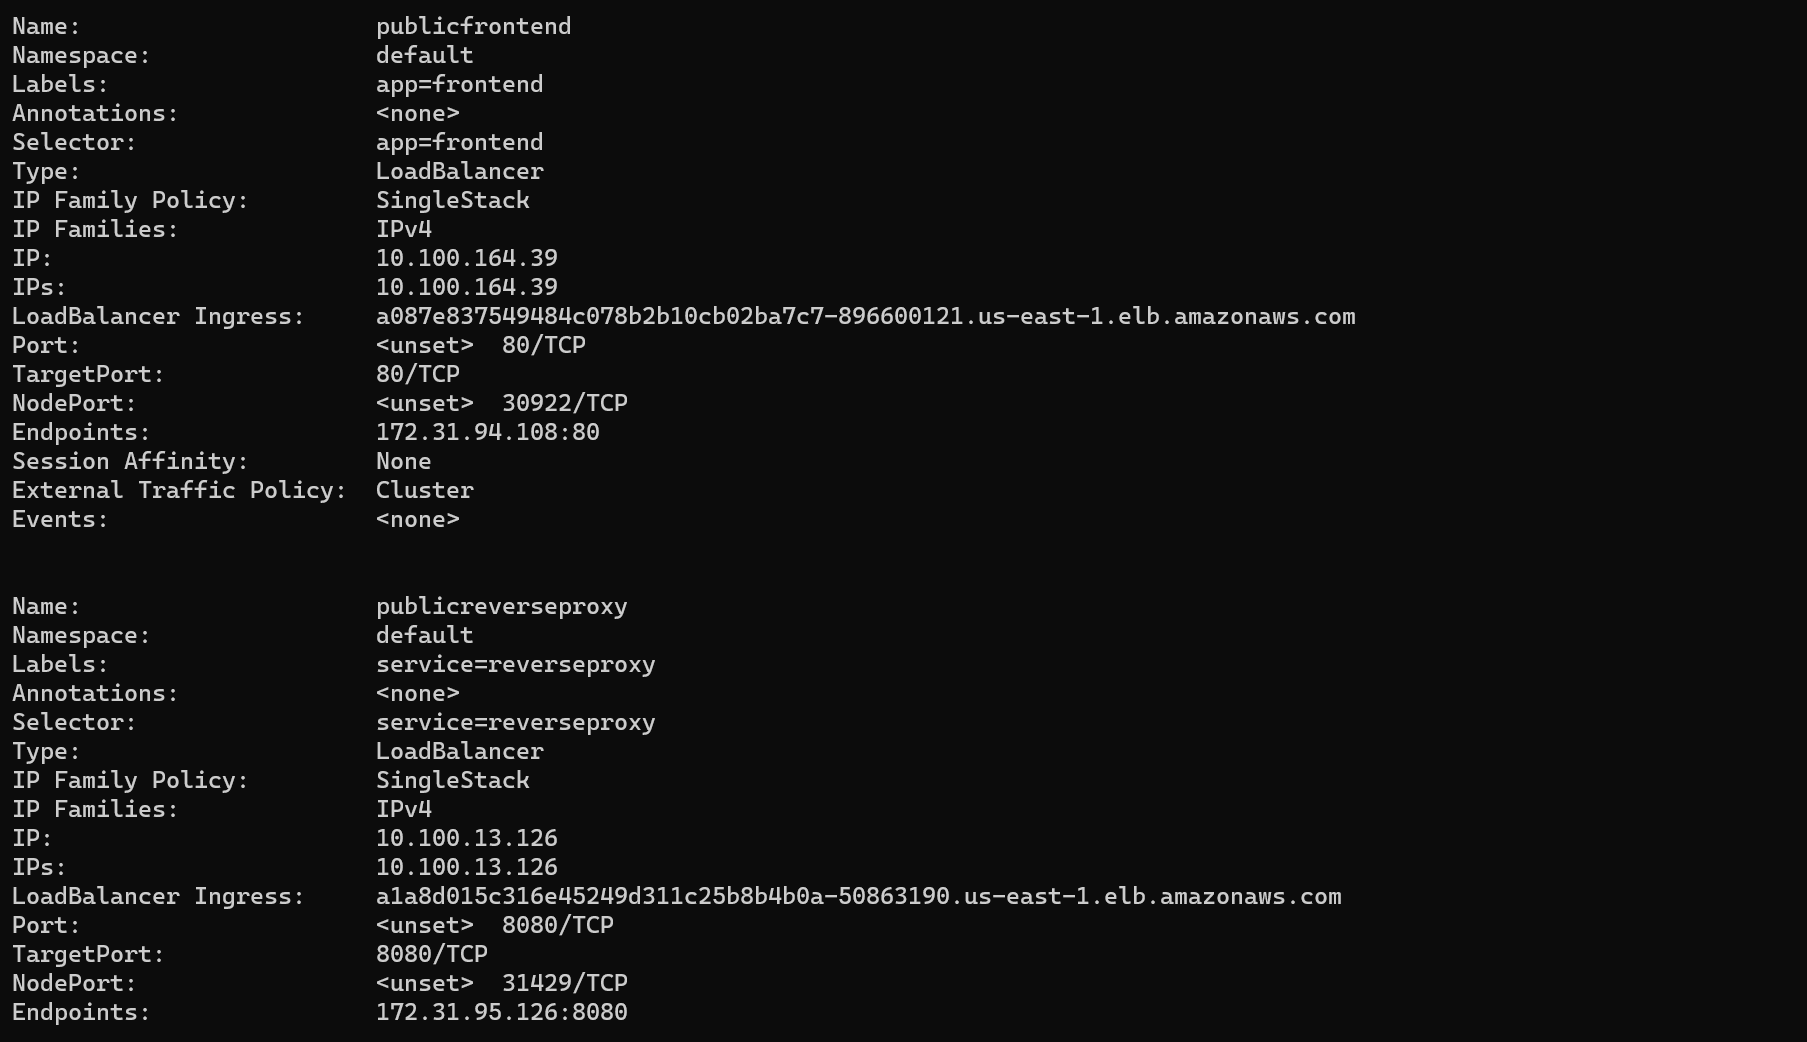 Name:                     publicfrontend
Namespace:                default
Labels:                   app=frontend
Annotations:              <none>
Selector:                 app=frontend
Type:                     LoadBalancer
IP Family Policy:         SingleStack
IP Families:              IPv4
IP:                       10.100.164.39
IPs:                      10.100.164.39
LoadBalancer Ingress:     a087e837549484c078b2b10cb02ba7c7-896600121.us-east-1.elb.amazonaws.com
Port:                     <unset>  80/TCP
TargetPort:               80/TCP
NodePort:                 <unset>  30922/TCP
Endpoints:                172.31.94.108:80
Session Affinity:         None
External Traffic Policy:  Cluster
Events:                   <none>
Name:                     publicreverseproxy
Namespace:                default
Labels:                   service=reverseproxy
Annotations:              <none>
Selector:                 service=reverseproxy
Type:                     LoadBalancer
IP Family Policy:         SingleStack
IP Families:              IPv4
IP:                       10.100.13.126
IPs:                      10.100.13.126
LoadBalancer Ingress:     a1a8d015c316e45249d311c25b8b4b0a-50863190.us-east-1.elb.amazonaws.com
Port:                     <unset>  8080/TCP
TargetPort:               8080/TCP
NodePort:                 <unset>  31429/TCP
Endpoints:                172.31.95.126:8080